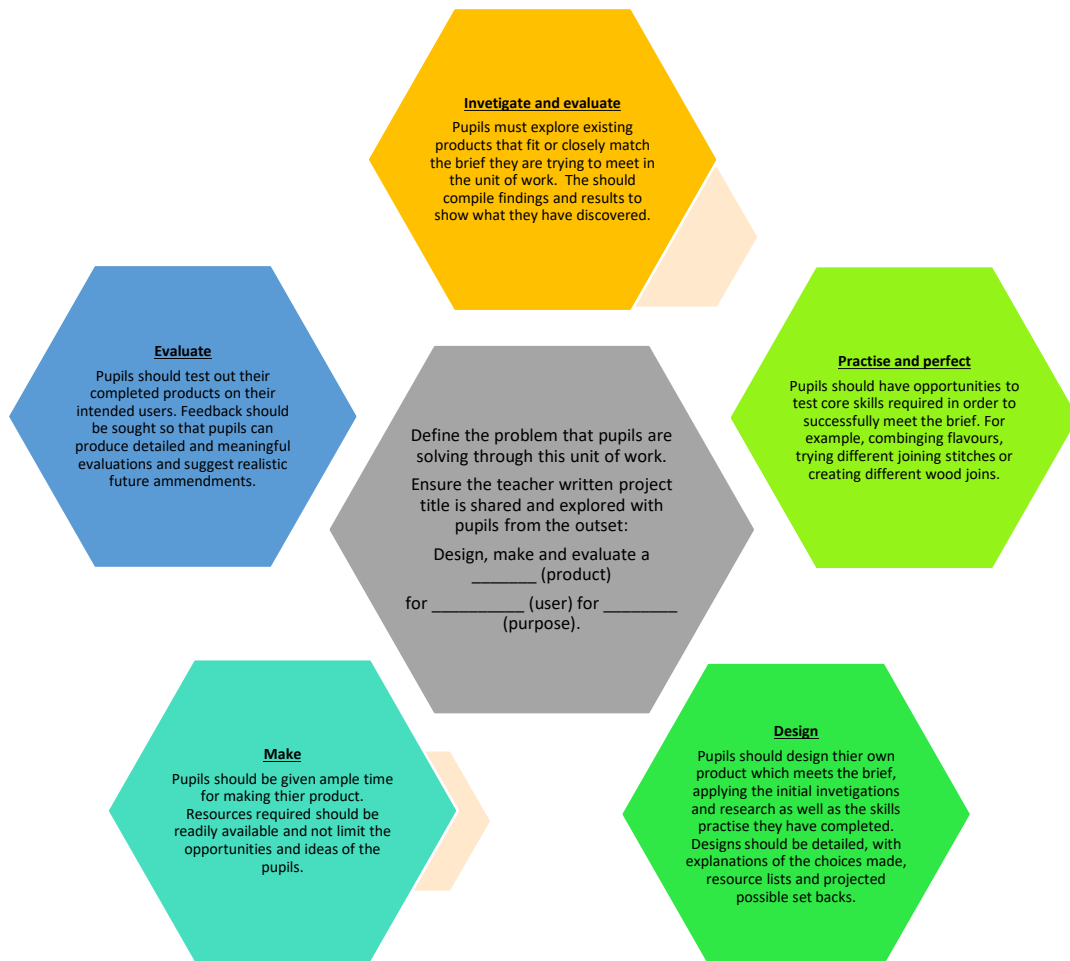 Invetigate and evaluate
Pupils must explore existing
products that fit or closely match
the brief they are trying to meet in
the unit of work.  The should
compile findings and results to
show what they have discovered.
Practise and perfect
Pupils should have opportunities to
test core skills required in order to
successfully meet the brief. For
example, combinging flavours,
trying different joining stitches or
creating different wood joins.
Design
Pupils should design thier own
product which meets the brief,
applying the initial invetigations
and research as well as the skills
practise they have completed.
Designs should be detailed, with
explanations of the choices made,
resource lists and projected
possible set backs.
Make
Pupils should be given ample time
for making thier product.
Resources required should be
readily available and not limit the
opportunities and ideas of the
pupils.
Evaluate
Pupils should test out their
completed products on their
intended users. Feedback should
be sought so that pupils can
produce detailed and meaningful
evaluations and suggest realistic
future ammendments.
Define the problem that pupils are
solving through this unit of work.
Ensure the teacher written project
title is shared and explored with
pupils from the outset:
Design, make and evaluate a
_______ (product)
for __________ (user) for ________
(purpose).